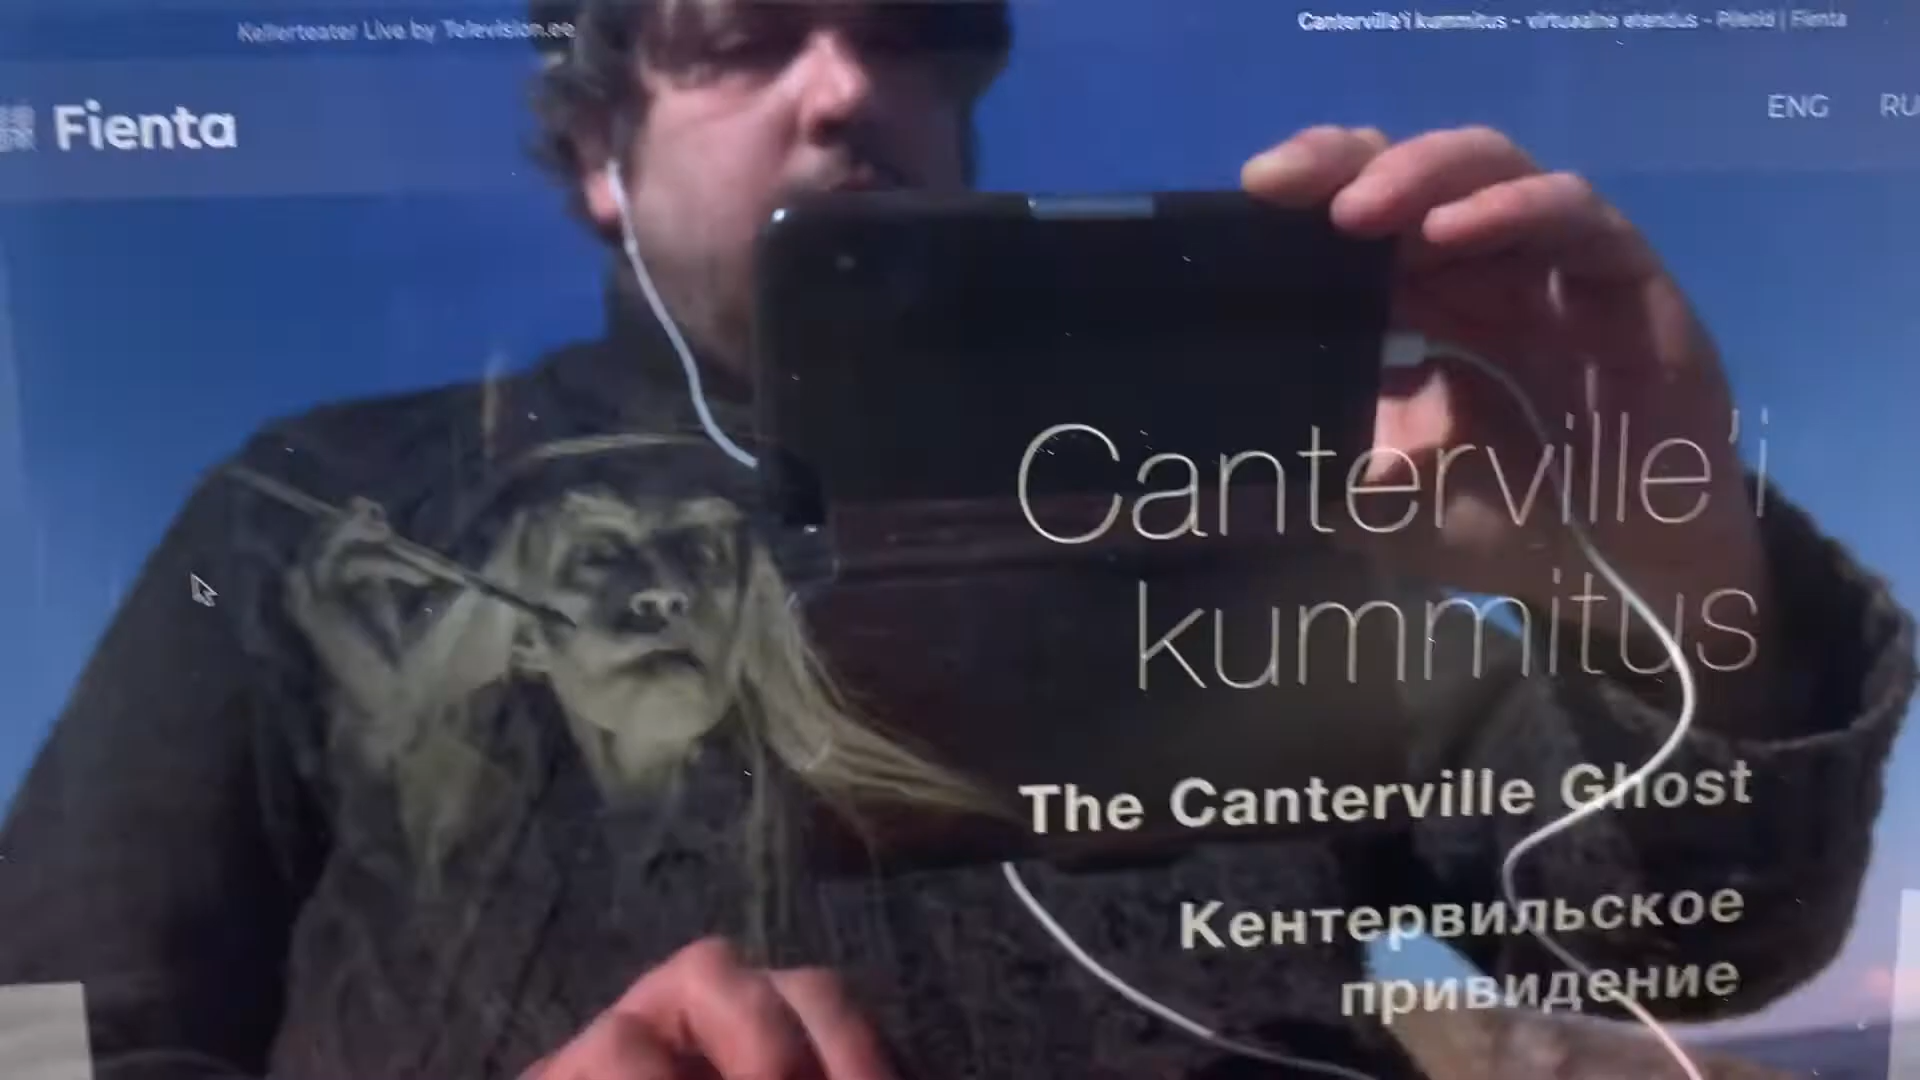 Kellerteater Live by Television.ee
Canterville'i kummitus - virtuaalne etendus - Piletid | Fienta
Fienta
ENG RU
Canterville'i
kummitus
The Canterville Ghost
Кентервильское
привидение